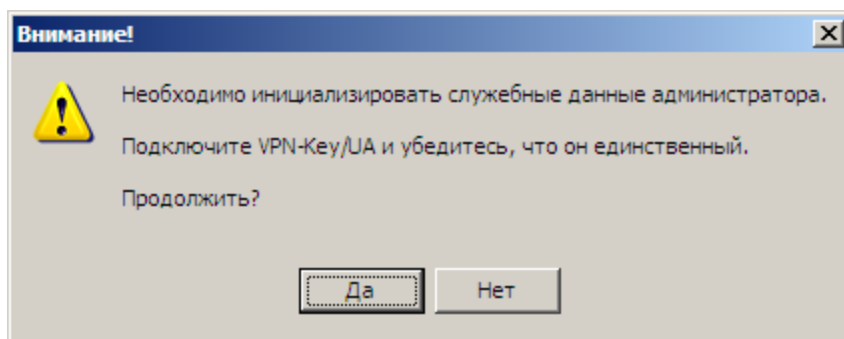 Внимание!
Необходимо инициализировать служебные данные администратора.
Подключите VPN-Key/UA и убедитесь, что он единственный.
Продолжить?
Да
Нет